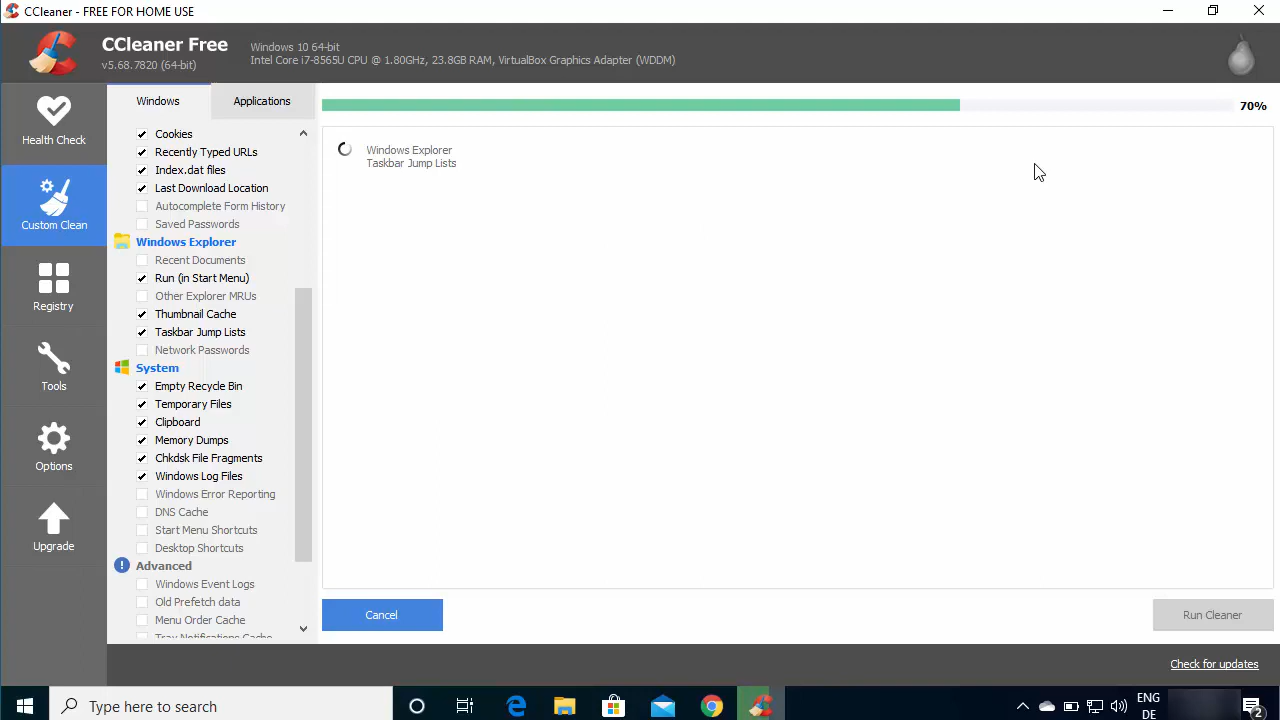 CCleaner - FREE FOR HOME USE
CCleaner Free
v5.68.7820 (64-bit)
Windows 10 64-bit
Intel Core i7-8565U CPU @ 1.80GHz, 23.8GB RAM, VirtualBox Graphics Adapter (WDDM)
Health Check
Custom Clean
Registry
Tools
Options
Upgrade
Windows
Applications
Cookies
Recently Typed URLs
Index.dat files
Last Download Location
Autocomplete Form History
Saved Passwords
Windows Explorer
Recent Documents
Run (in Start Menu)
Other Explorer MRUs
Thumbnail Cache
Taskbar Jump Lists
Network Passwords
System
Empty Recycle Bin
Temporary Files
Clipboard
Memory Dumps
Chkdsk File Fragments
Windows Log Files
Windows Error Reporting
DNS Cache
Start Menu Shortcuts
Desktop Shortcuts
Advanced
Windows Event Logs
Old Prefetch data
Menu Order Cache
Tray Notifications Cache
70%
Windows Explorer
Taskbar Jump Lists
Cancel
Run Cleaner
Check for updates
Type here to search
ENG
DE
2